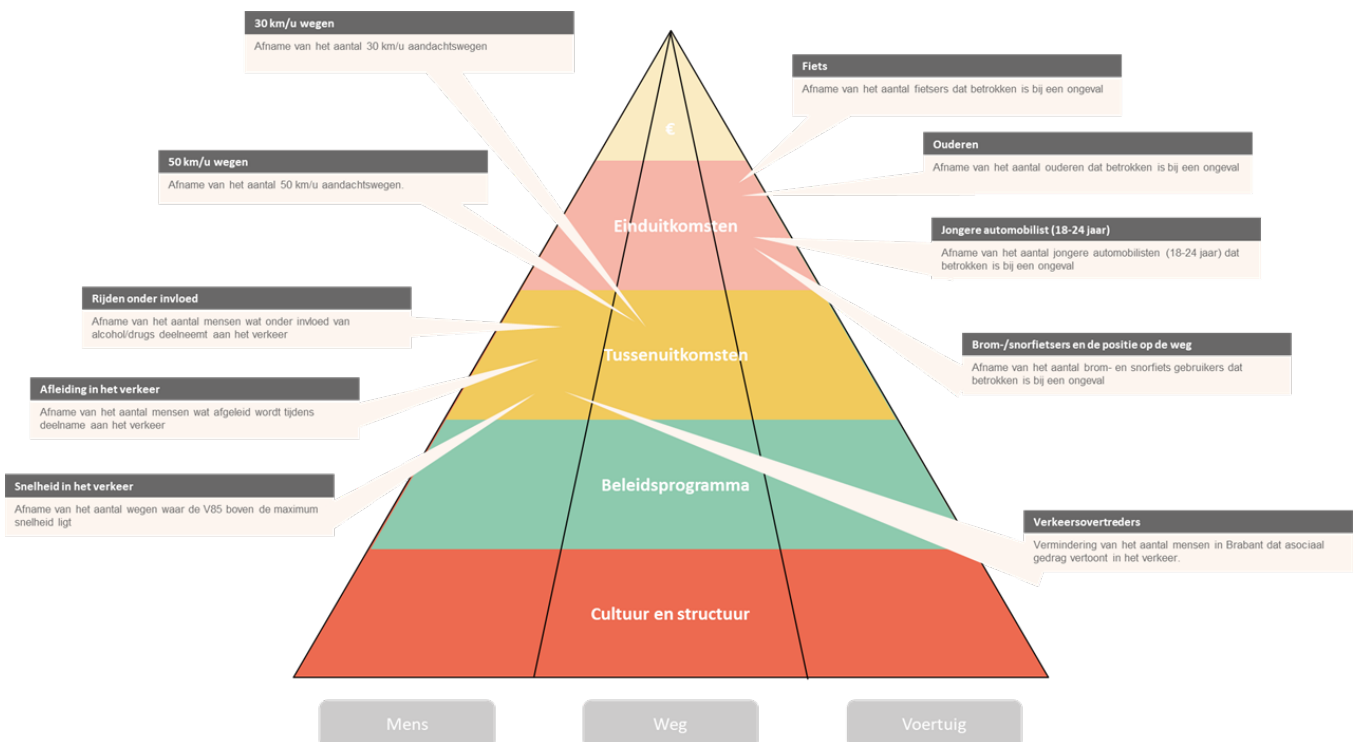 30 km/u wegen
Afname van het aantal 30 km/u aandachtswegen
50 km/u wegen
Afname van het aantal 50 km/u aandachtswegen.
Rijden onder invloed
Afname van het aantal mensen wat onder invloed van
alcohol/drugs deelneemt aan het verkeer
Afleiding in het verkeer
Afname van het aantal mensen wat afgeleid wordt tijdens
deelname aan het verkeer
Snelheid in het verkeer
Afname van het aantal wegen waar de V85 boven de maximum
snelheid ligt
€
Einduitkomsten
Tussenuitkomsten
Beleidsprogramma
Cultuur en structuur
Fiets
Afname van het aantal fietsers dat betrokken is bij een ongeval
Ouderen
Afname van het aantal ouderen dat betrokken is bij een ongeval
Jongere automobilist (18-24 jaar)
Afname van het aantal jongere automobilisten (18-24 jaar) dat
betrokken is bij een ongeval
Brom-/snorfietsers en de positie op de weg
Afname van het aantal brom- en snorfiets gebruikers dat
betrokken is bij een ongeval
Verkeersovertreders
Vermindering van het aantal mensen in Brabant dat asociaal
gedrag vertoont in het verkeer.
Mens
Weg
Voertuig